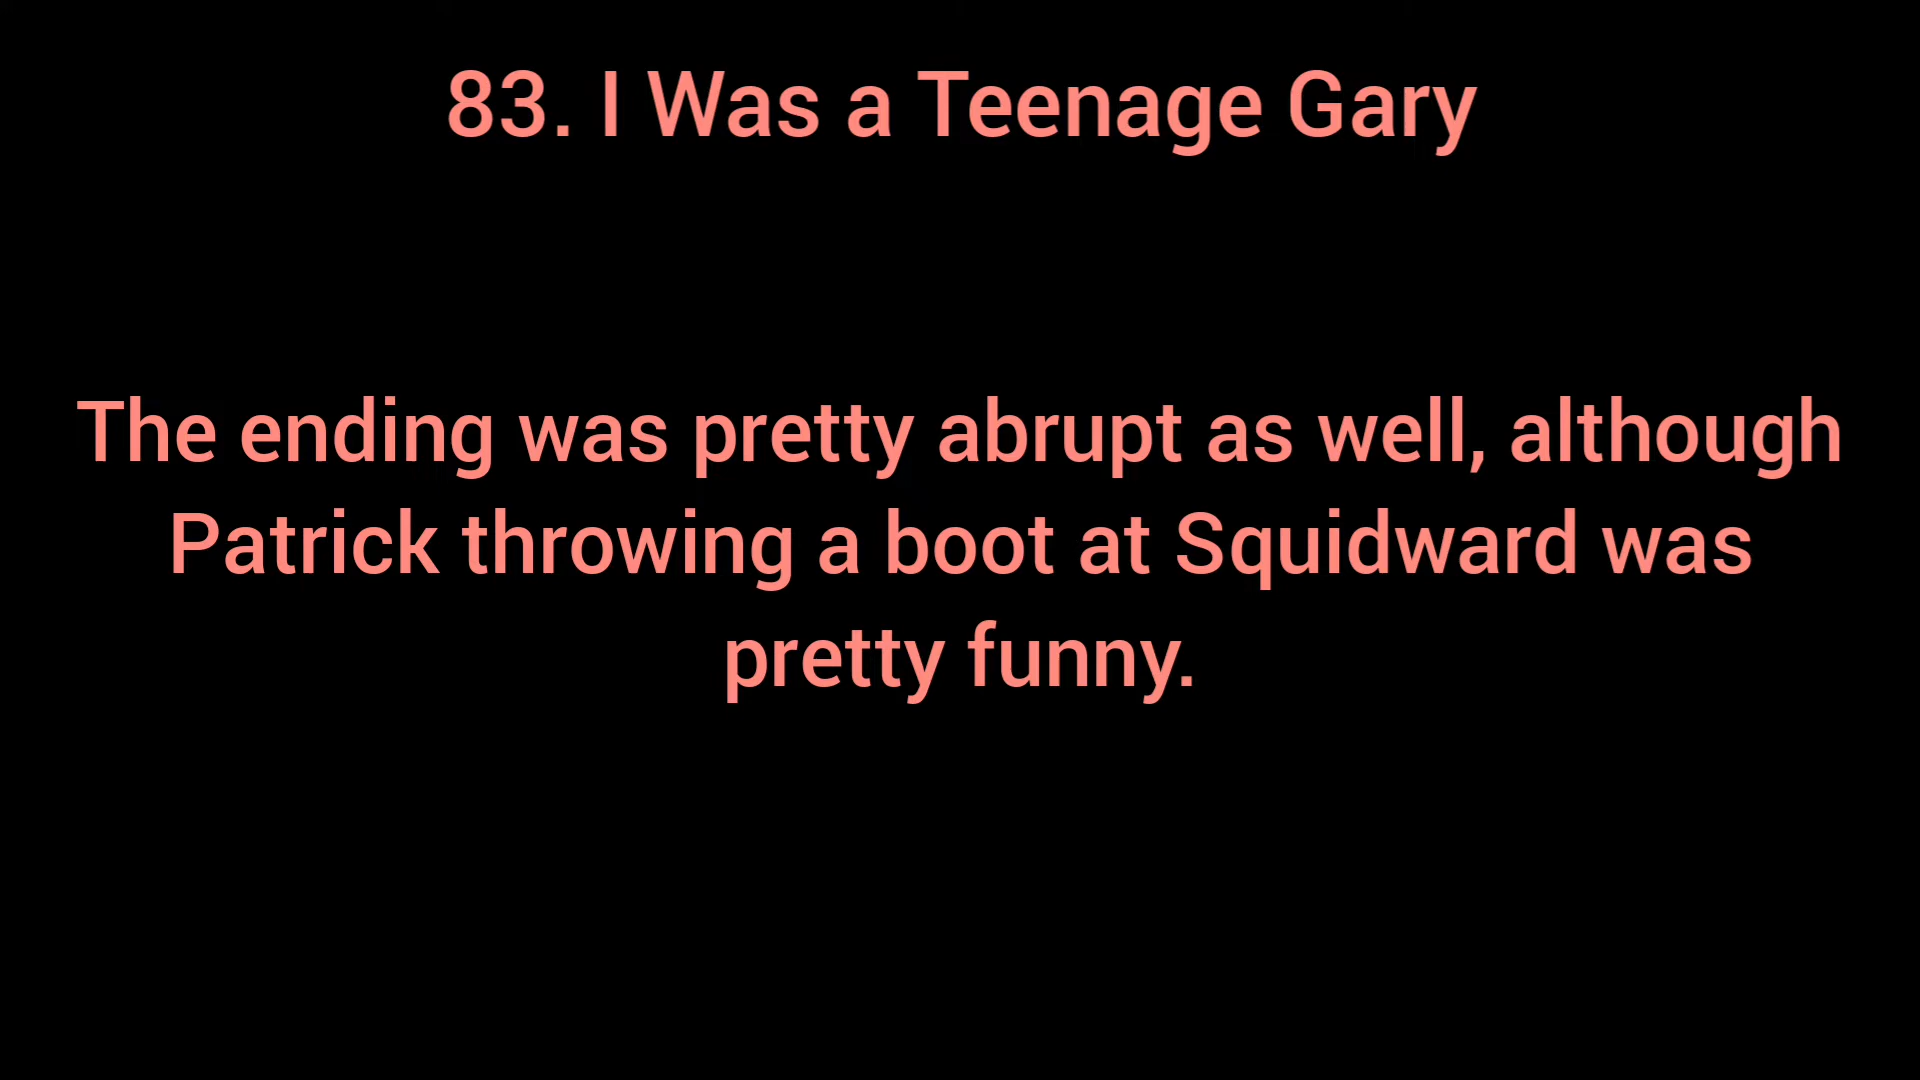 83. I Was a Teenage Gary
The ending was pretty abrupt as well, although
Patrick throwing a boot at Squidward was
pretty funny.